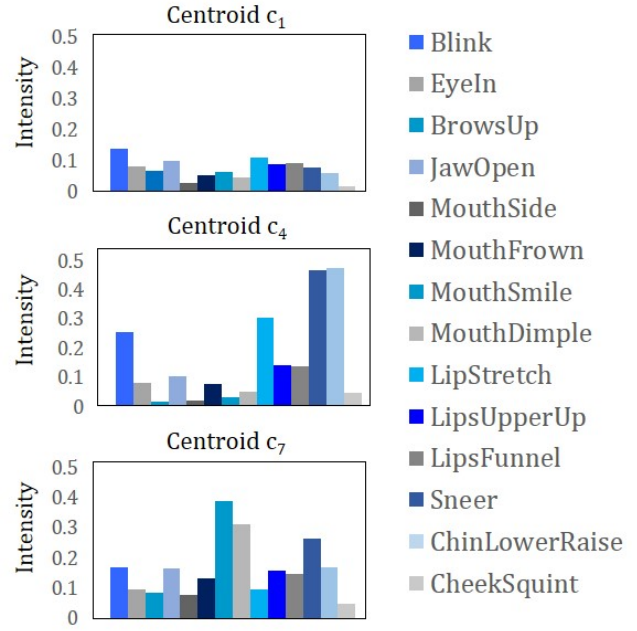 Centroid c₁
Intensity
0.5
0.4
0.3
0.2
0.1
0
Centroid c₄
Intensity
0.5
0.4
0.3
0.2
0.1
0
Centroid c₇
Intensity
0.5
0.4
0.3
0.2
0.1
0
Blink
EyeIn
BrowsUp
JawOpen
MouthSide
MouthFrown
MouthSmile
MouthDimple
LipStretch
LipsUpperUp
LipsFunnel
Sneer
ChinLowerRaise
CheekSquint